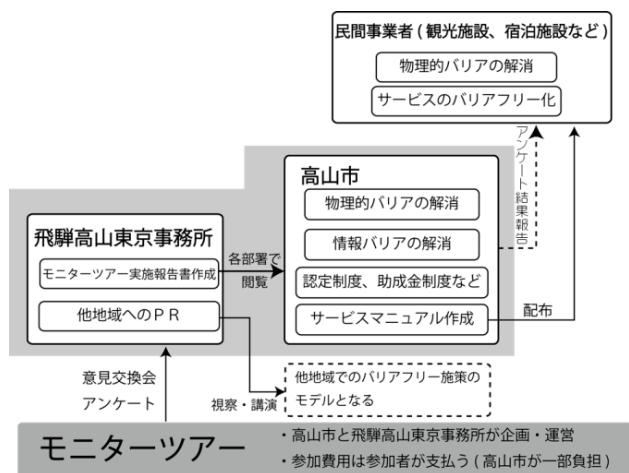 民間事業者(観光施設、宿泊施設など)
物理的バリアの解消
サービスのバリアフリー化
アンケート結果報告
高山市
物理的バリアの解消
情報バリアの解消
認定制度、助成金制度など
サービスマニュアル作成
配布
飛騨高山東京事務所
モニターツアー実施報告書作成
他地域へのPR
各部署で
閲覧
意見交換会
アンケート
視察・講演
他地域でのバリアフリー施策の
モデルとなる
モニターツアー
・高山市と飛騨高山東京事務所が企画・運営
・参加費用は参加者が支払う(高山市が一部負担)